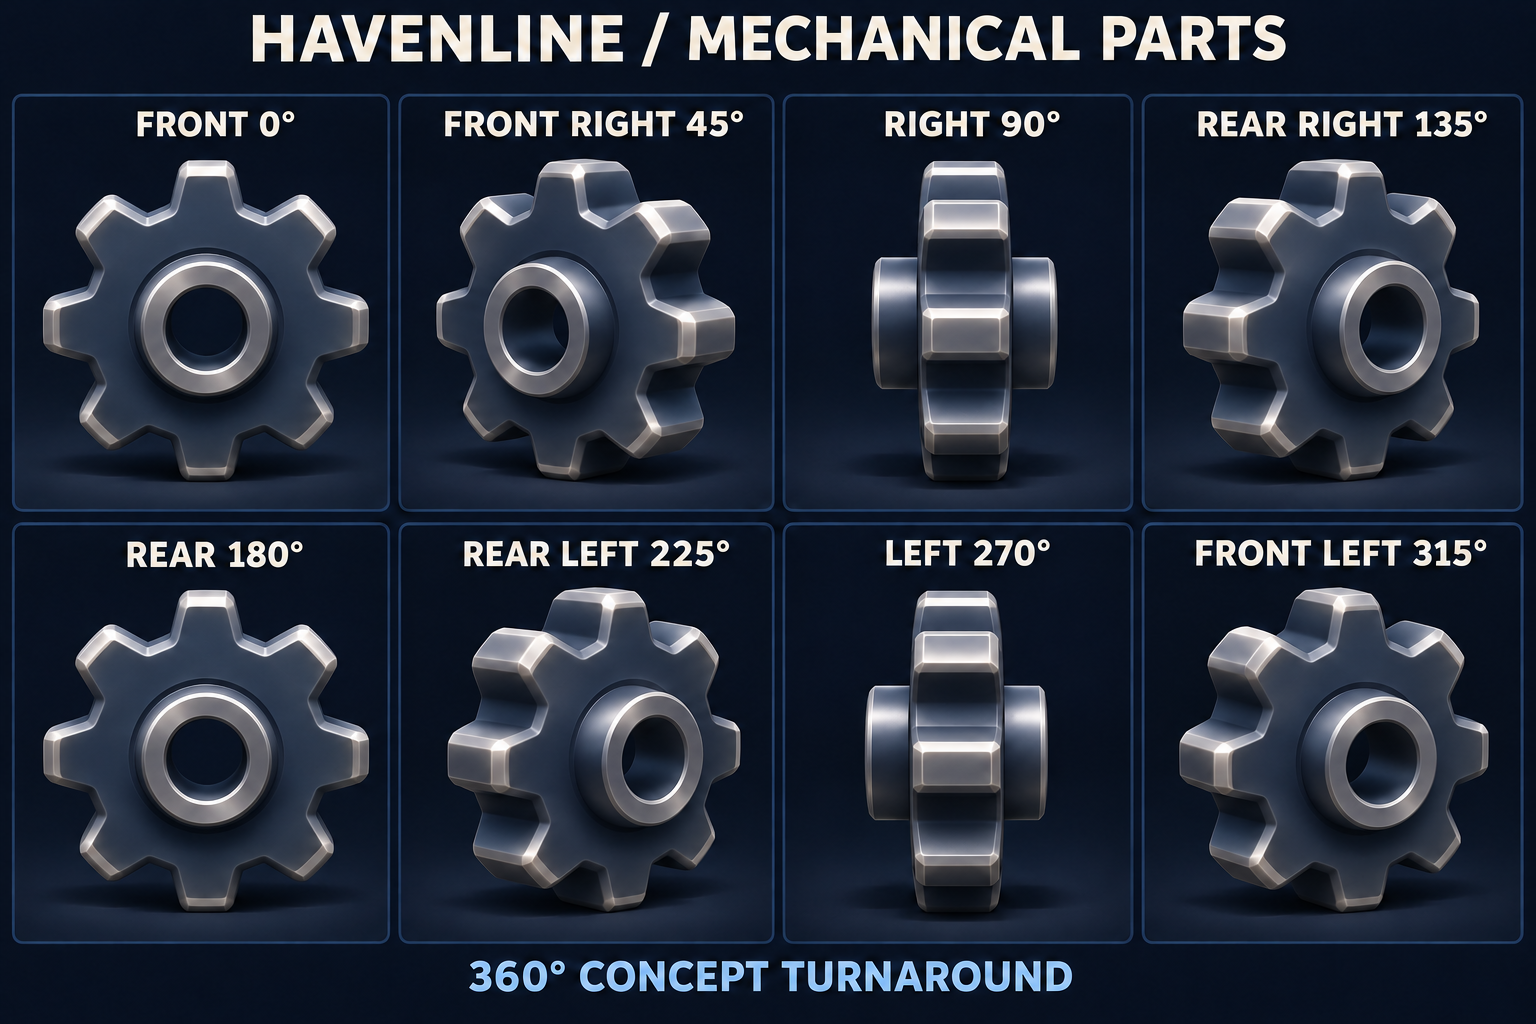 HAVENLINE / MECHANICAL PARTS
FRONT 0°
FRONT RIGHT 45°
RIGHT 90°
REAR RIGHT 135°
REAR 180°
REAR LEFT 225°
LEFT 270°
FRONT LEFT 315°
360° CONCEPT TURNAROUND